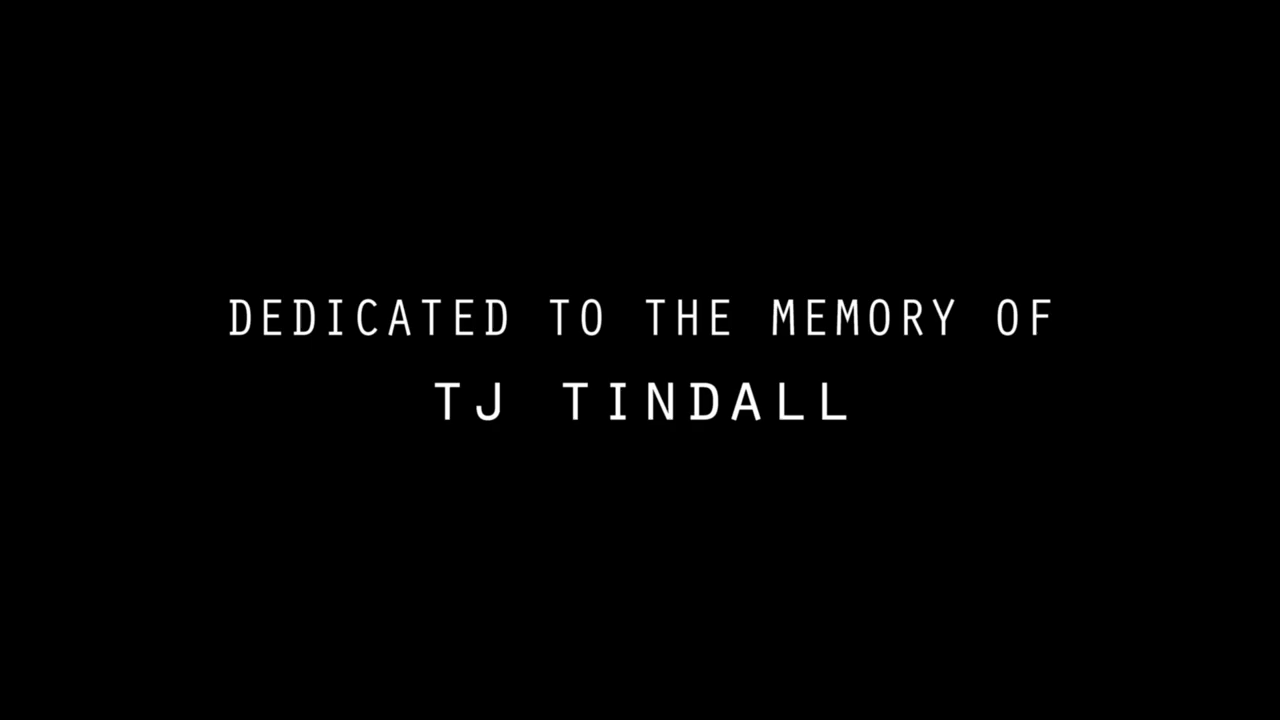 DEDICATED TO THE MEMORY OF
TJ TINDALL